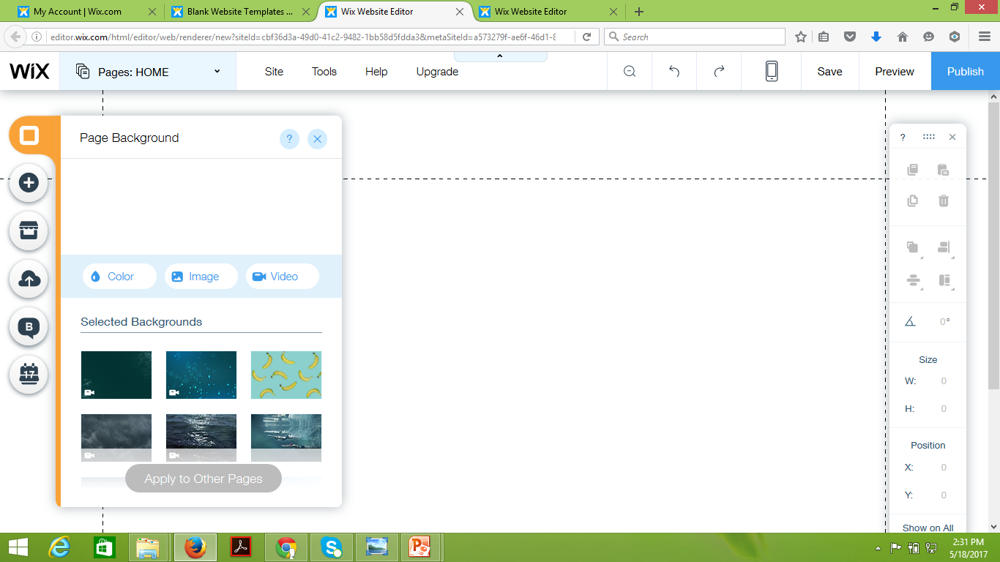 My Account | Wix.com
Blank Website Templates ...
Wix Website Editor
Wix Website Editor
editor.wix.com/html/editor/web/renderer/new?siteId=cbf36d3a-49d0-41c2-9482-1bb58d5fdda3&metaSiteId=a573279f-ae6f-46d1-8
Search
WiX
Pages: HOME
Site
Tools
Help
Upgrade
Save
Preview
Publish
Page Background
?
Color
Image
Video
Selected Backgrounds
Apply to Other Pages
B
17
?
0°
Size
W: 0
H: 0
Position
X: 0
Y: 0
Show on All
2:31 PM
5/18/2017